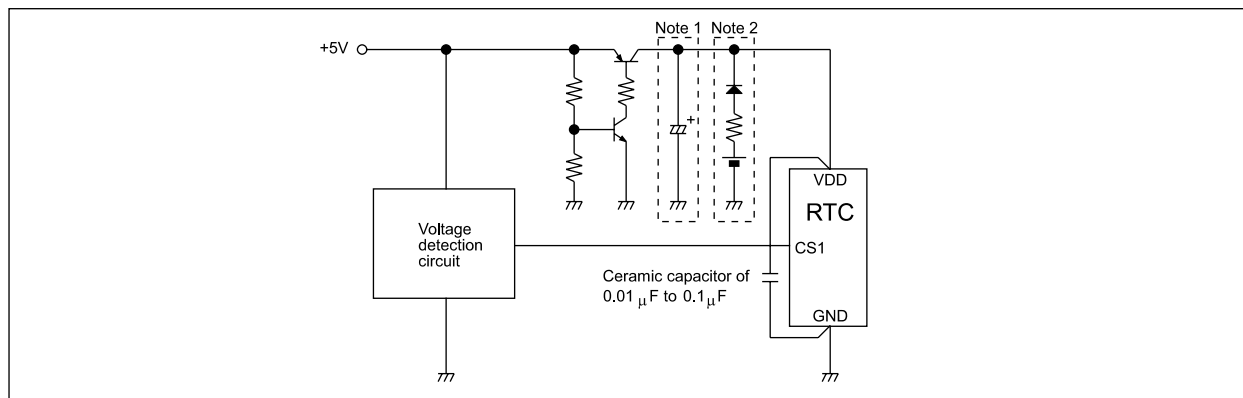 Note 1
Note 2
+5V
+
VDD
RTC
Voltage
detection
circuit
CS1
Ceramic capacitor of
0.01 μF to 0.1μF
GND